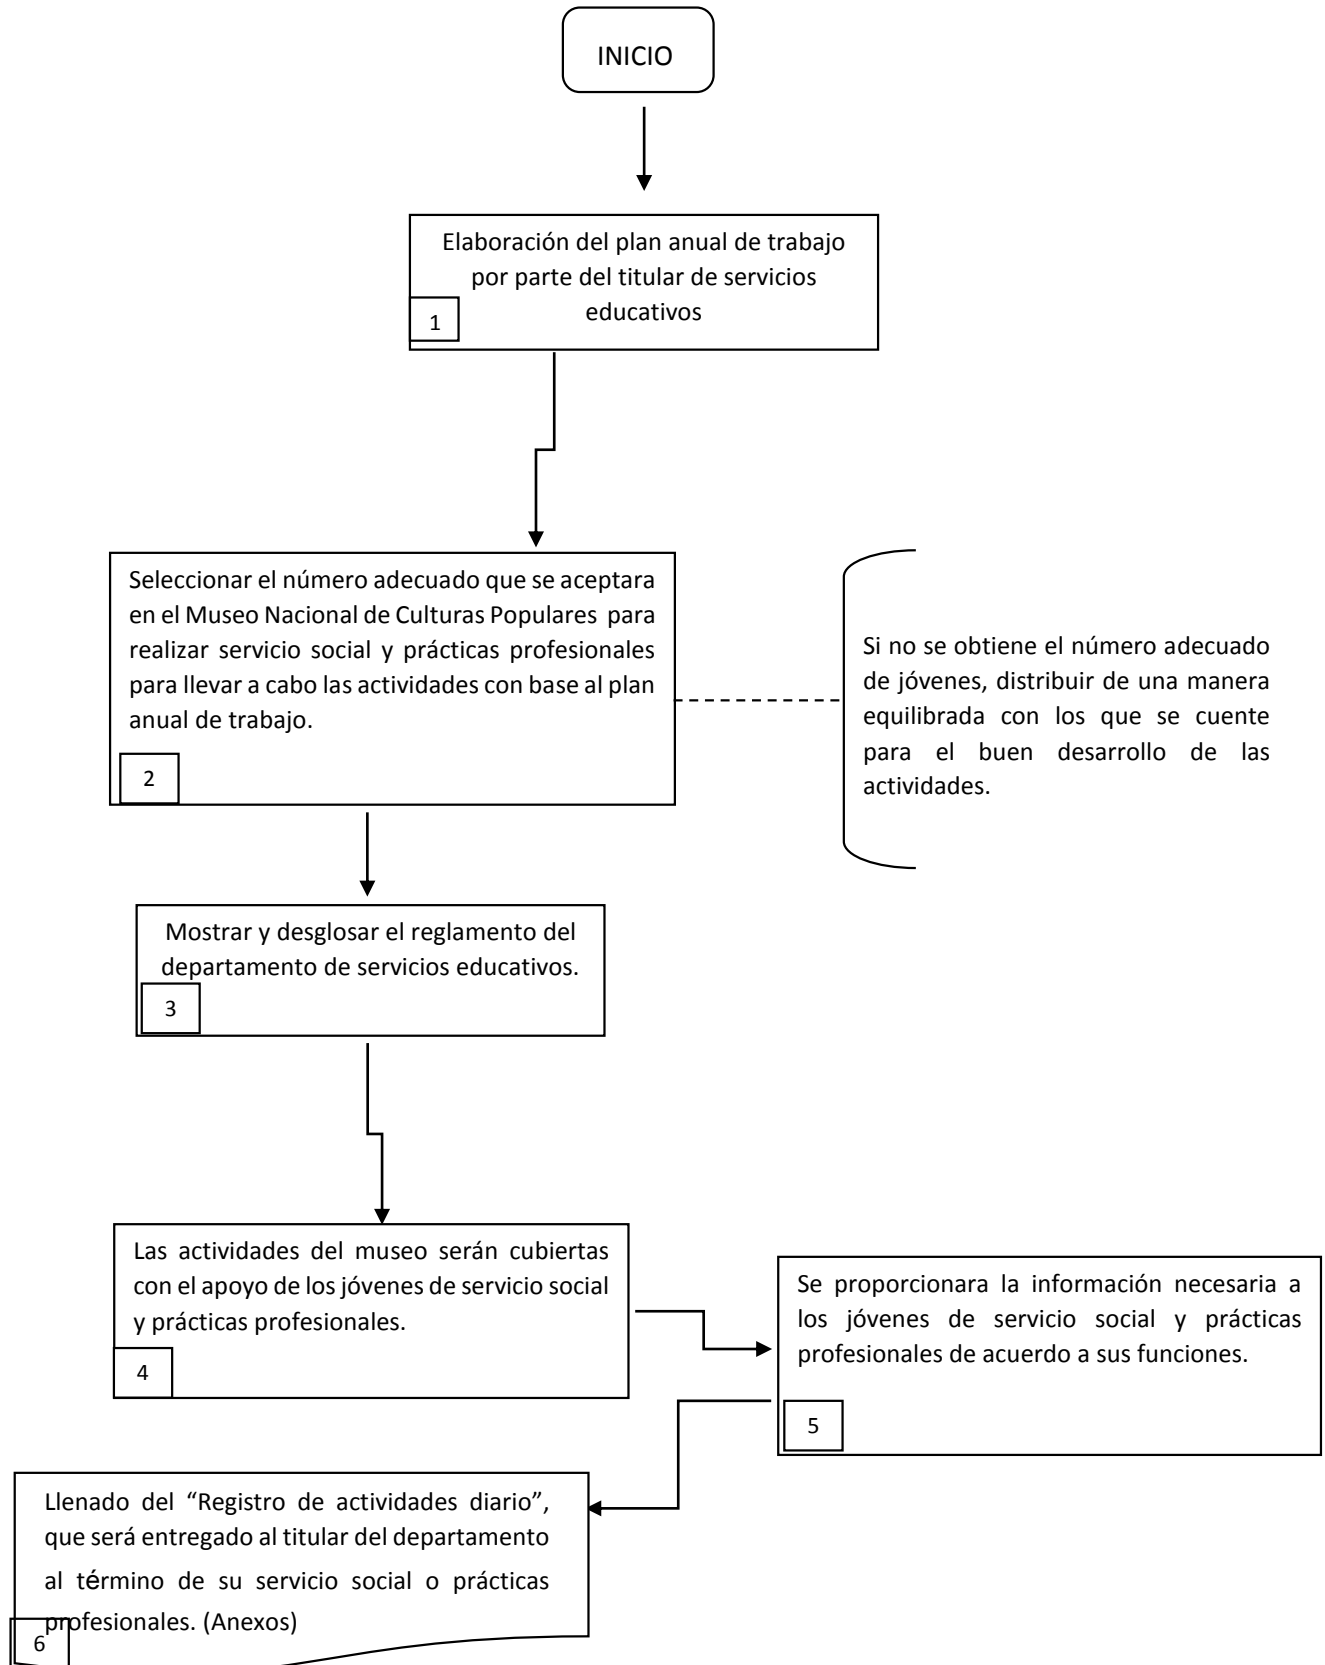 INICIO
Elaboración del plan anual de trabajo
por parte del titular de servicios
educativos
1
Seleccionar el número adecuado que se aceptara
en el Museo Nacional de Culturas Populares para
realizar servicio social y prácticas profesionales
para llevar a cabo las actividades con base al plan
anual de trabajo.
2
Si no se obtiene el número adecuado
de jóvenes, distribuir de una manera
equilibrada con los que se cuente
para el buen desarrollo de las
actividades.
Mostrar y desglosar el reglamento del
departamento de servicios educativos.
3
Las actividades del museo serán cubiertas
con el apoyo de los jóvenes de servicio social
y prácticas profesionales.
4
Se proporcionara la información necesaria a
los jóvenes de servicio social y prácticas
profesionales de acuerdo a sus funciones.
5
Llenado del “Registro de actividades diario”,
que será entregado al titular del departamento
al término de su servicio social o prácticas
profesionales. (Anexos)
6